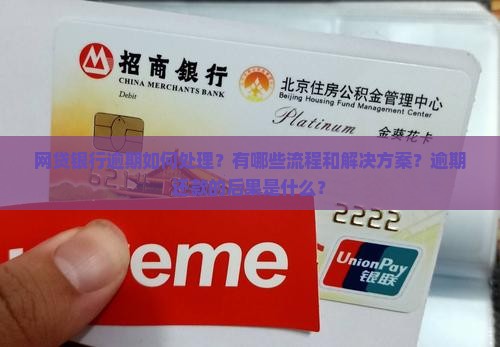 招商银行
CHINA MERCHANTS BANK
Debit
北京住房公积金管理中心
Beijing Housing Fund Management Center
Platinum
金葵花卡
网贷银行逾期如何处理？有哪些流程和解决方案？逾期
还款的后果是什么？
2222
reme
UnionPay
银联